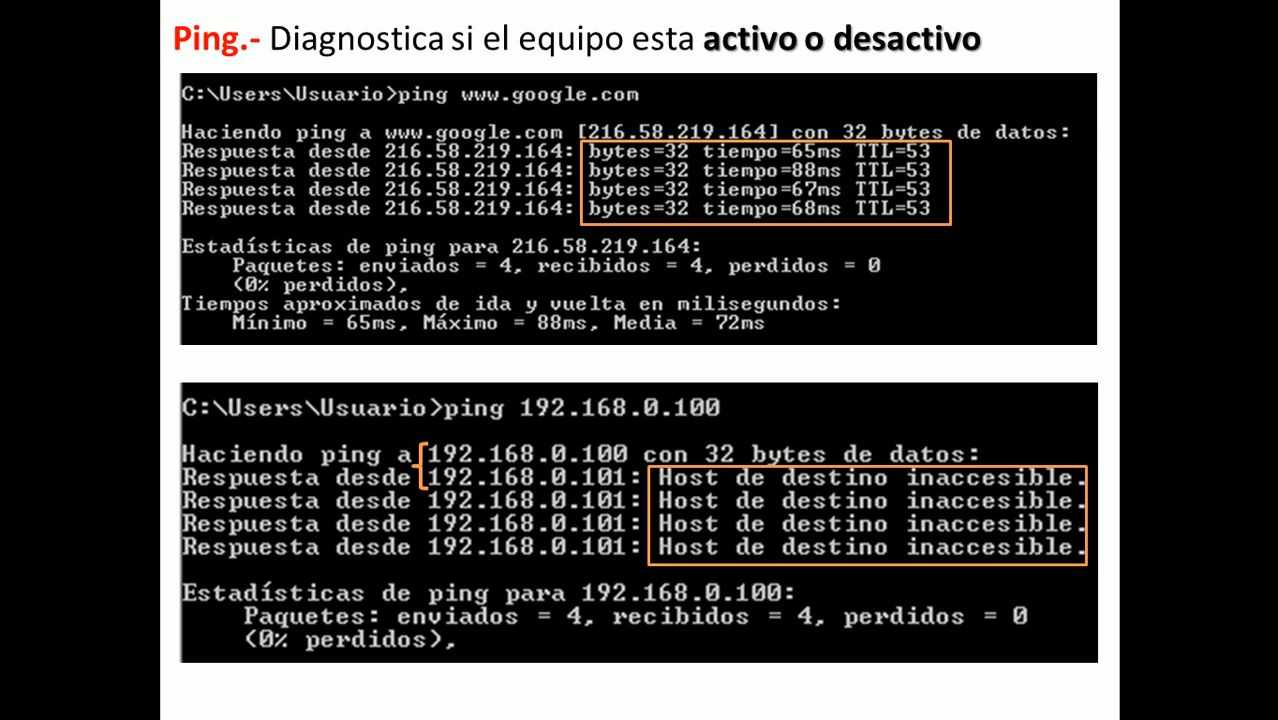 Ping.- Diagnostica si el equipo esta activo o desactivo
C:\Users\Usuario>ping www.google.com
Haciendo ping a www.google.com [216.58.219.164] con 32 bytes de datos:
Respuesta desde 216.58.219.164: bytes=32 tiempo=65ms TTL=53
Respuesta desde 216.58.219.164: bytes=32 tiempo=88ms TTL=53
Respuesta desde 216.58.219.164: bytes=32 tiempo=67ms TTL=53
Respuesta desde 216.58.219.164: bytes=32 tiempo=68ms TTL=53
Estadísticas de ping para 216.58.219.164:
Paquetes: enviados = 4, recibidos = 4, perdidos = 0
(0% perdidos),
Tiempos aproximados de ida y vuelta en milisegundos:
Mínimo = 65ms, Máximo = 88ms, Media = 72ms
C:\Users\Usuario>ping 192.168.0.100
Haciendo ping a 192.168.0.100 con 32 bytes de datos:
Respuesta desde 192.168.0.101: Host de destino inaccesible.
Respuesta desde 192.168.0.101: Host de destino inaccesible.
Respuesta desde 192.168.0.101: Host de destino inaccesible.
Respuesta desde 192.168.0.101: Host de destino inaccesible.
Estadísticas de ping para 192.168.0.100:
Paquetes: enviados = 4, recibidos = 4, perdidos = 0
(0% perdidos),